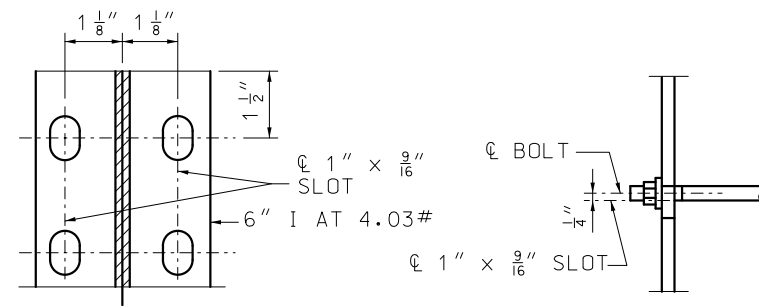 1 1/8" 1 1/8"
1 1/2"
℄ 1" x 9/16"
SLOT
6" I AT 4.03#
℄ BOLT
1/4"
℄ 1" x 9/16" SLOT